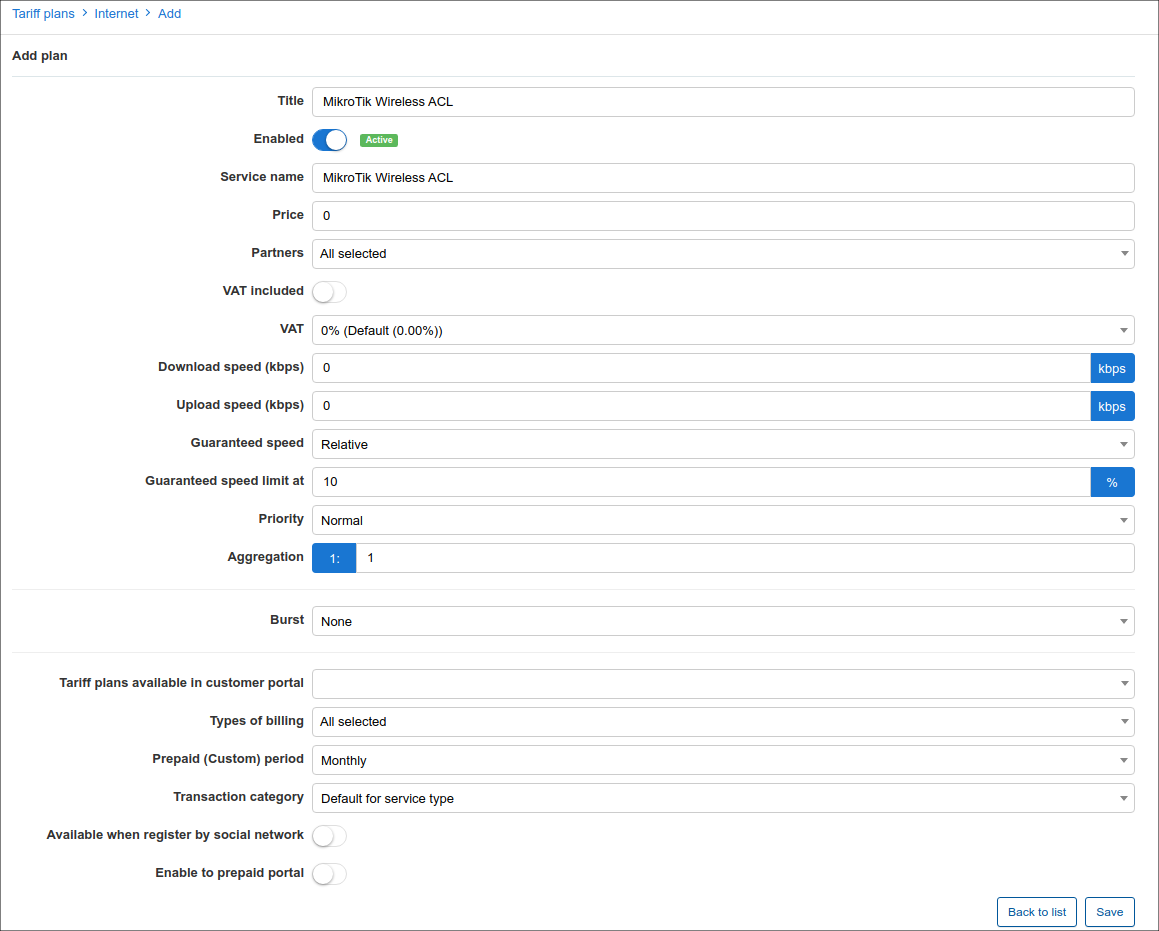 Tariff plans > Internet > Add
Add plan
Title MikroTik Wireless ACL
Enabled Active
Service name MikroTik Wireless ACL
Price 0
Partners All selected
VAT included
VAT 0% (Default (0.00%))
Download speed (kbps) 0 kbps
Upload speed (kbps) 0 kbps
Guaranteed speed Relative
Guaranteed speed limit at 10 %
Priority Normal
Aggregation 1: 1
Burst None
Tariff plans available in customer portal
Types of billing All selected
Prepaid (Custom) period Monthly
Transaction category Default for service type
Available when register by social network
Enable to prepaid portal
Back to list Save